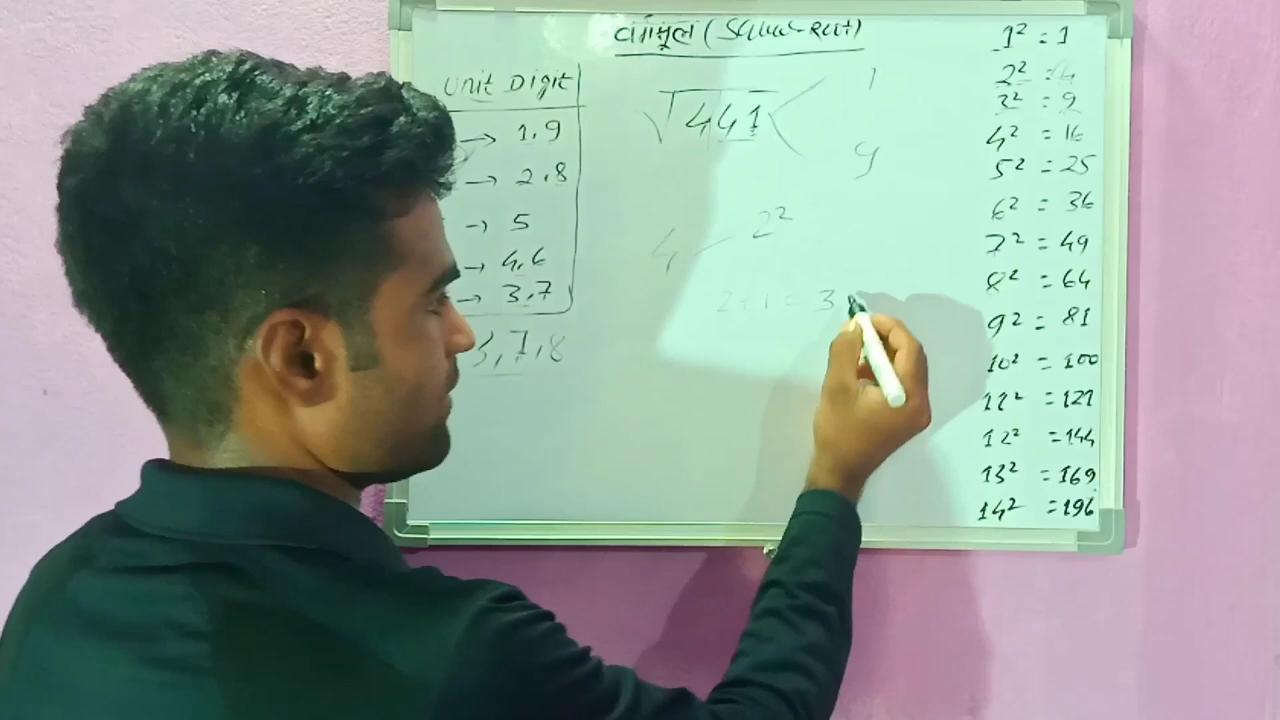 वर्गमूल (Square Root)
Unit Digit
→ 1,9
→ 2,8
→ 5
→ 4,6
→ 3,7
3,7,8
√441 < 1
9
4 — 2²
2+1 = 3
1² = 1
2² = 4
3² = 9
4² = 16
5² = 25
6² = 36
7² = 49
8² = 64
9² = 81
10² = 100
11² = 121
12² = 144
13² = 169
14² = 196